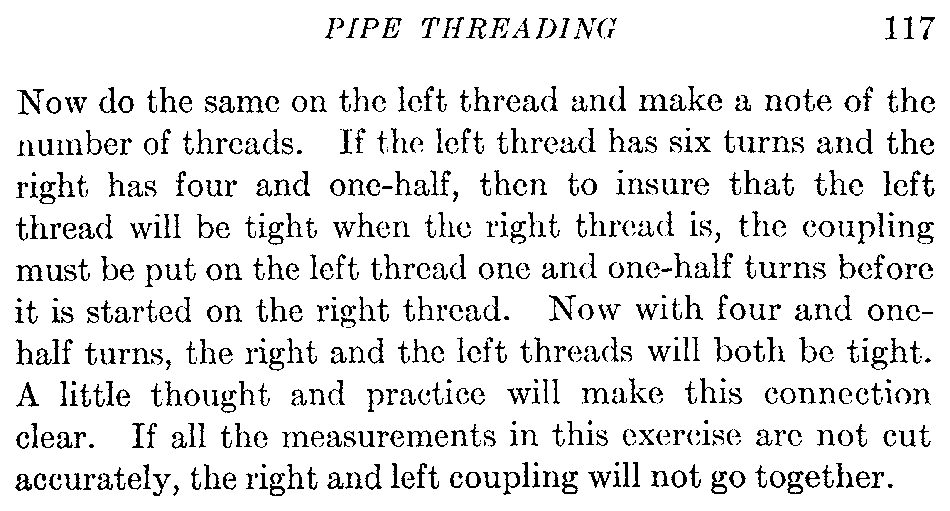 PIPE THREADING 117
Now do the same on the left thread and make a note of the
number of threads. If the left thread has six turns and the
right has four and one-half, then to insure that the left
thread will be tight when the right thread is, the coupling
must be put on the left thread one and one-half turns before
it is started on the right thread. Now with four and one-
half turns, the right and the left threads will both be tight.
A little thought and practice will make this connection
clear. If all the measurements in this exercise are not cut
accurately, the right and left coupling will not go together.